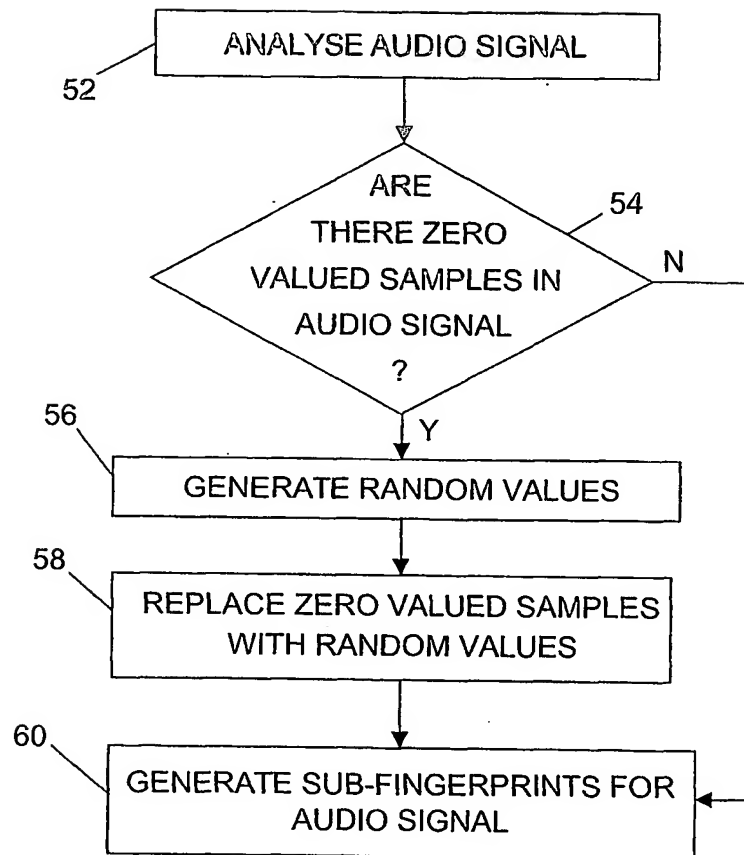 ANALYSE AUDIO SIGNAL
52
ARE
THERE ZERO
VALUED SAMPLES IN
AUDIO SIGNAL
?
54
N
Y
56
GENERATE RANDOM VALUES
58
REPLACE ZERO VALUED SAMPLES
WITH RANDOM VALUES
60
GENERATE SUB-FINGERPRINTS FOR
AUDIO SIGNAL